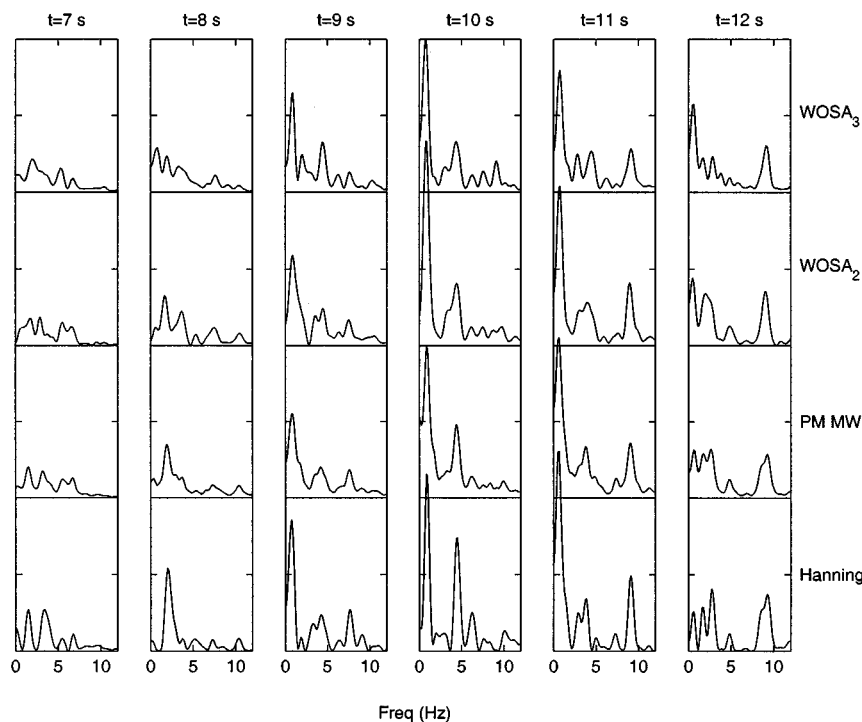 t=7 s t=8 s t=9 s t=10 s t=11 s t=12 s
WOSA₃
WOSA₂
PM MW
Hanning
0 5 10 0 5 10 0 5 10 0 5 10 0 5 10 0 5 10
Freq (Hz)